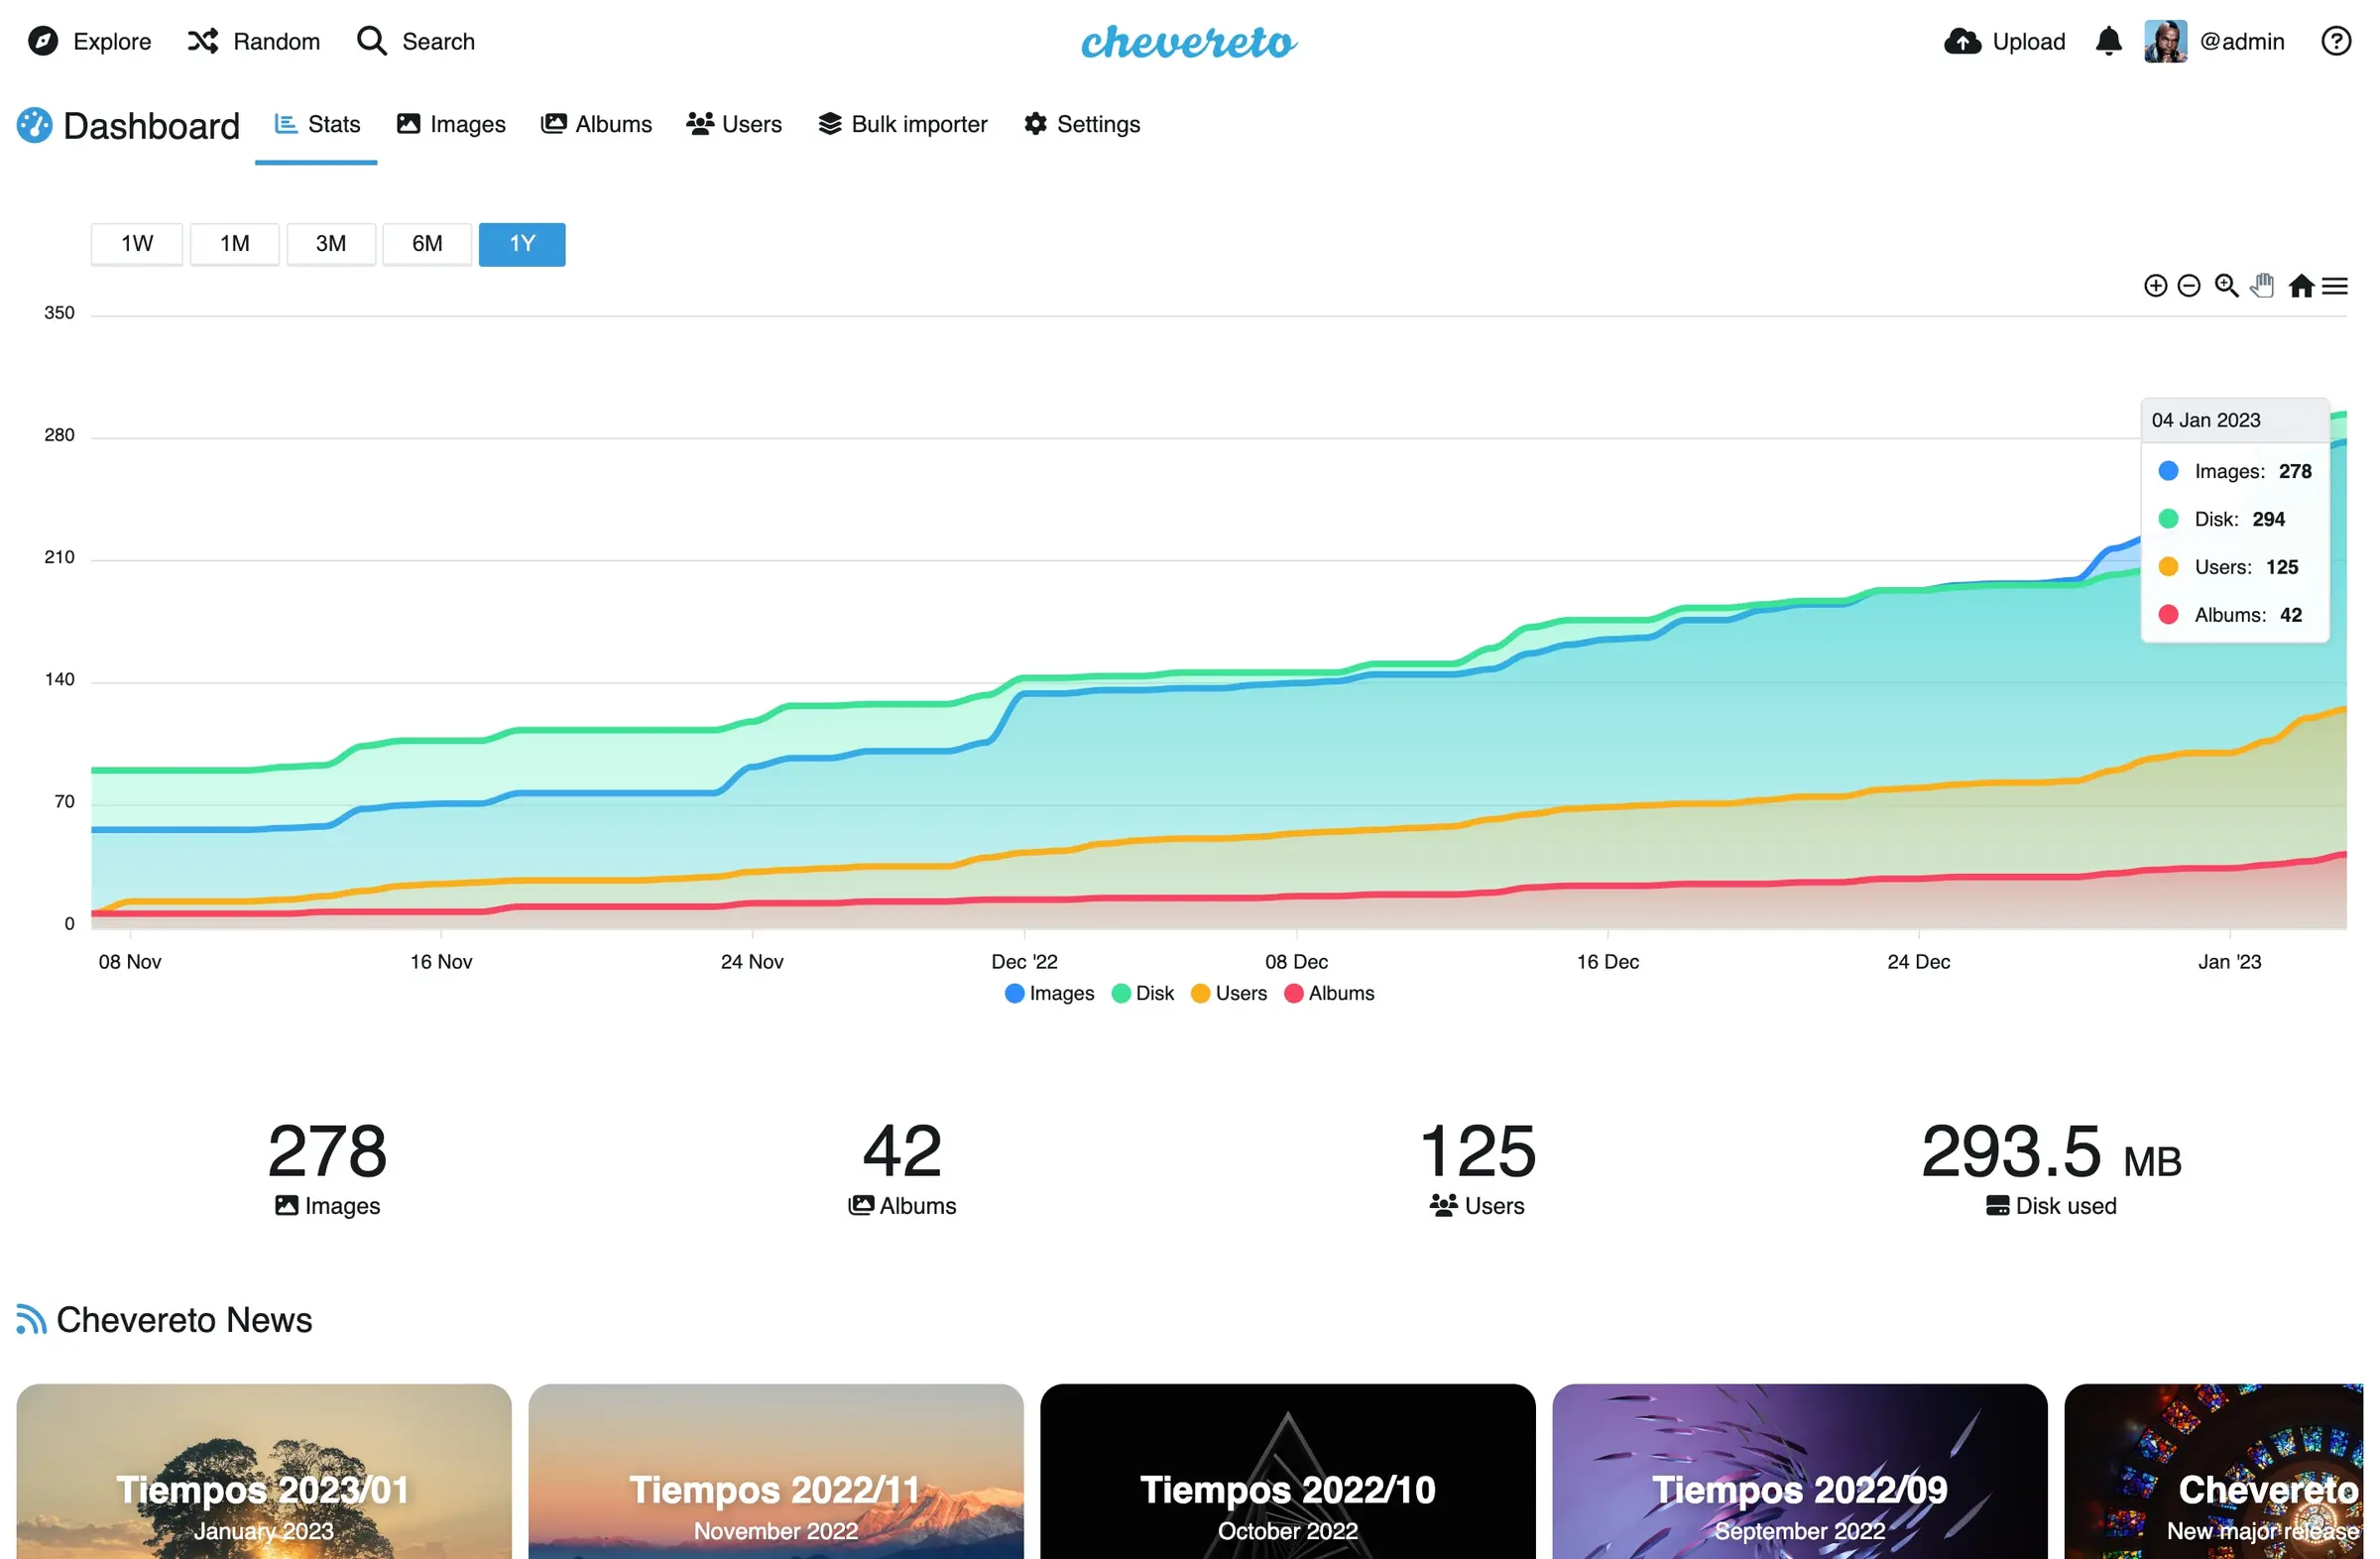 Explore Random Search chevereto Upload @admin
Dashboard Stats Images Albums Users Bulk importer Settings
1W 1M 3M 6M 1Y
350
280
210
140
70
0
04 Jan 2023
Images: 278
Disk: 294
Users: 125
Albums: 42
08 Nov 16 Nov 24 Nov Dec '22 08 Dec 16 Dec 24 Dec Jan '23
Images Disk Users Albums
278 42 125 293.5 MB
Images Albums Users Disk used
Chevereto News
Tiempos 2023/01
January 2023
Tiempos 2022/11
November 2022
Tiempos 2022/10
October 2022
Tiempos 2022/09
September 2022
Chevereto
New major release